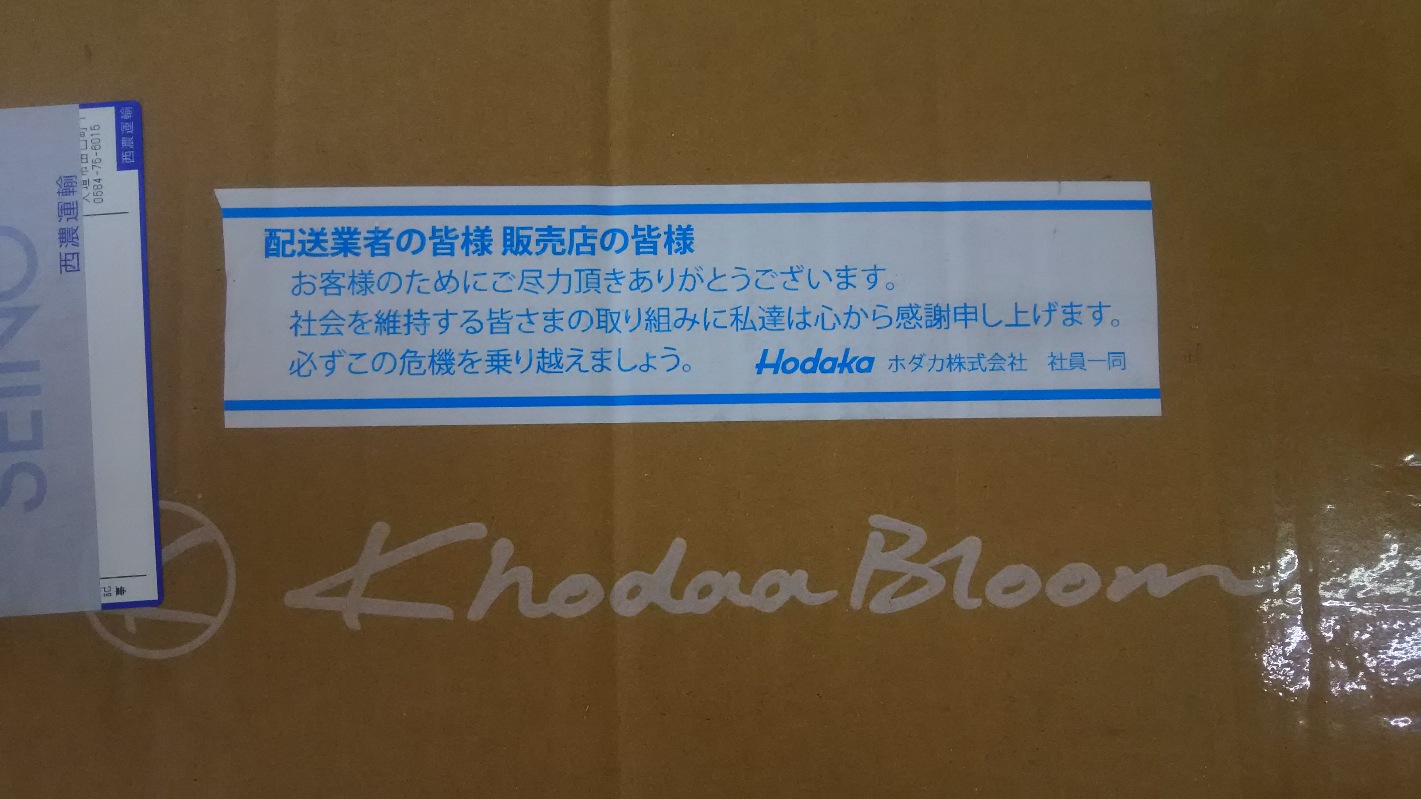 配送業者の皆様 販売店の皆様
お客様のためにご尽力頂きありがとうございます。
社会を維持する皆さまの取り組みに私達は心から感謝申し上げます。
必ずこの危機を乗り越えましょう。 Hodaka ホダカ株式会社 社員一同
KhodaaBloom
SEINO
西濃運輸
0584-75-6015
西濃運輸